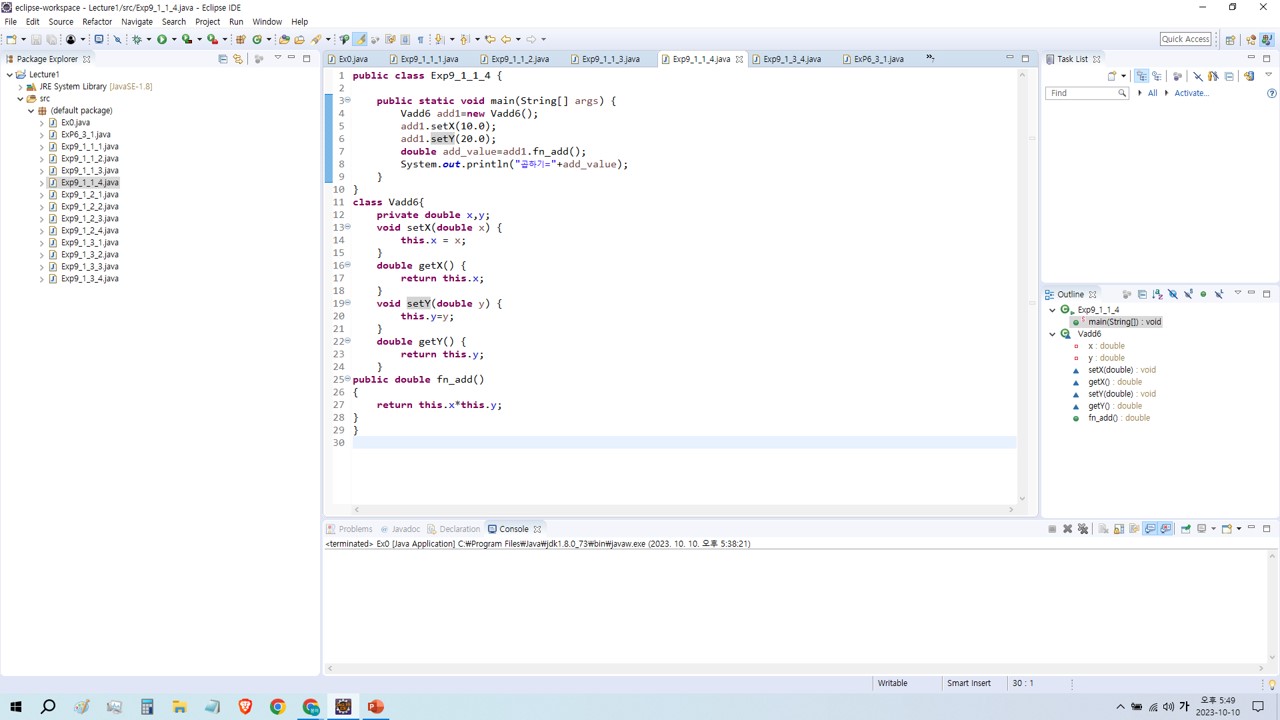 eclipse-workspace - Lecture1/src/Exp9_1_1_4.java - Eclipse IDE
File Edit Source Refactor Navigate Search Project Run Window Help
Quick Access
Package Explorer
Lecture1
JRE System Library [JavaSE-1.8]
src
(default package)
Ex0.java
ExP6_3_1.java
Exp9_1_1_1.java
Exp9_1_1_2.java
Exp9_1_1_3.java
Exp9_1_1_4.java
Exp9_1_2_1.java
Exp9_1_2_2.java
Exp9_1_2_3.java
Exp9_1_2_4.java
Exp9_1_3_1.java
Exp9_1_3_2.java
Exp9_1_3_3.java
Exp9_1_3_4.java
Ex0.java Exp9_1_1_1.java Exp9_1_1_2.java Exp9_1_1_3.java Exp9_1_1_4.java Exp9_1_3_4.java ExP6_3_1.java
1 public class Exp9_1_1_4 {
2
3 public static void main(String[] args) {
4 Vadd6 add1=new Vadd6();
5 add1.setX(10.0);
6 add1.setY(20.0);
7 double add_value=add1.fn_add();
8 System.out.println("곱하기="+add_value);
9 }
10 }
11 class Vadd6{
12 private double x,y;
13 void setX(double x) {
14 this.x = x;
15 }
16 double getX() {
17 return this.x;
18 }
19 void setY(double y) {
20 this.y=y;
21 }
22 double getY() {
23 return this.y;
24 }
25 public double fn_add()
26 {
27 return this.x*this.y;
28 }
29 }
30
Task List
Find All Activate...
Outline
Exp9_1_1_4
main(String[]) : void
Vadd6
x : double
y : double
setX(double) : void
getX() : double
setY(double) : void
getY() : double
fn_add() : double
Problems Javadoc Declaration Console
<terminated> Ex0 [Java Application] C:₩Program Files₩Java₩jdk1.8.0_73₩bin₩javaw.exe (2023. 10. 10. 오후 5:38:21)
Writable Smart Insert 30 : 1
가
오후 5:49
2023-10-10